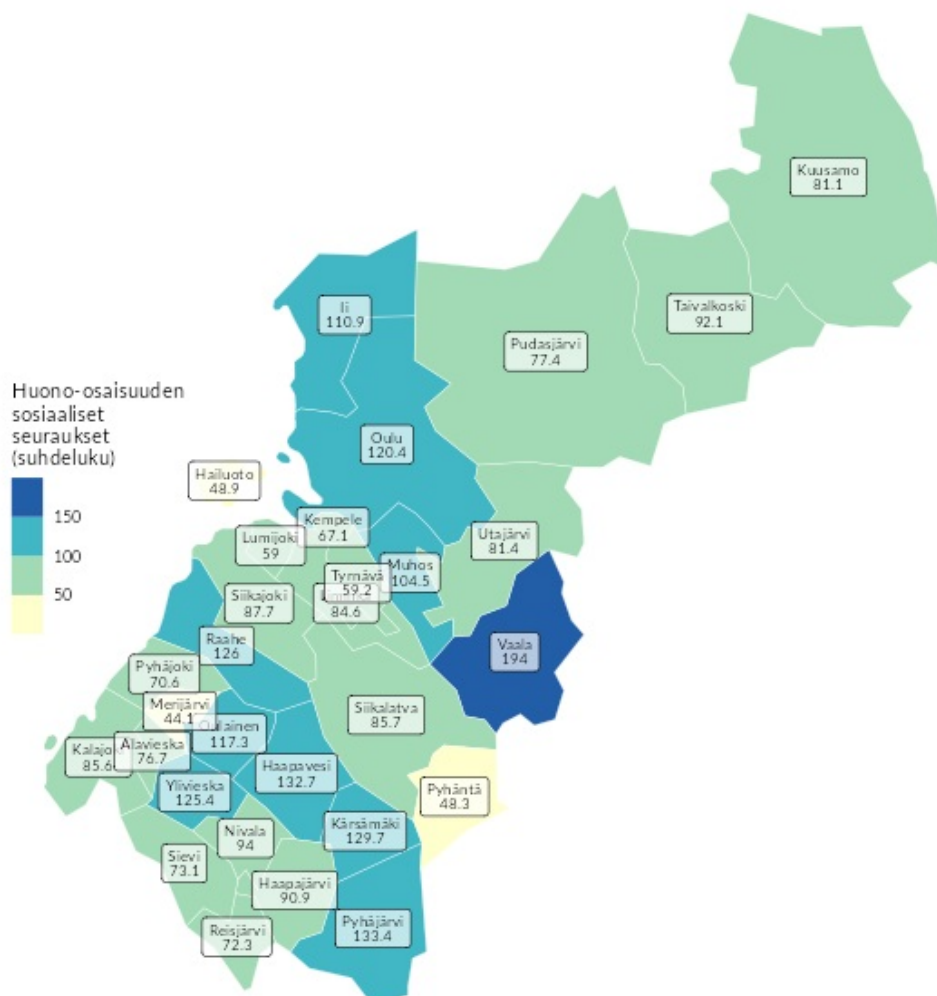 Kuusamo
81.1
Ii
110.9
Taivalkoski
92.1
Pudasjärvi
77.4
Huono-osaisuuden
sosiaaliset
seuraukset
(suhdeluku)
150
100
50
Oulu
120.4
Hailuoto
48.9
Kempele
67.1
Lumijoki
59
Utajärvi
81.4
Muhos
104.5
Tyrnävä
59.2
84.6
Siikajoki
87.7
Raahe
126
Vaala
194
Pyhäjoki
70.6
Merijärvi
44.1
Siikalatva
85.7
Oulainen
117.3
Kalajoki
85.6
Alavieska
76.7
Haapavesi
132.7
Ylivieska
125.4
Pyhäntä
48.3
Kärsämäki
129.7
Nivala
94
Sievi
73.1
Haapajärvi
90.9
Reisjärvi
72.3
Pyhäjärvi
133.4